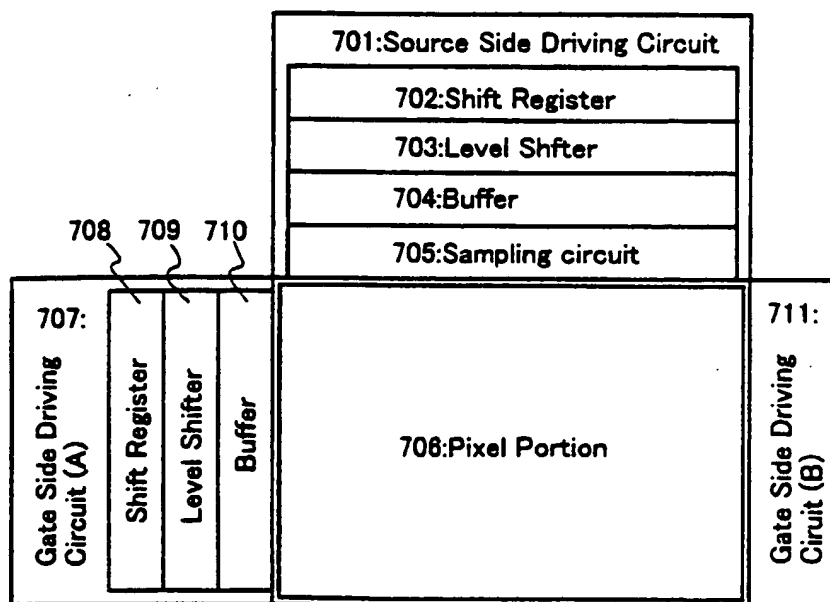 701:Source Side Driving Circuit
702:Shift Register
703:Level Shfter
704:Buffer
705:Sampling circuit
708
709
710
707:
Gate Side Driving
Circuit (A)
Shift Register
Level Shifter
Buffer
706:Pixel Portion
711:
Gate Side Driving
Ciruit (B)